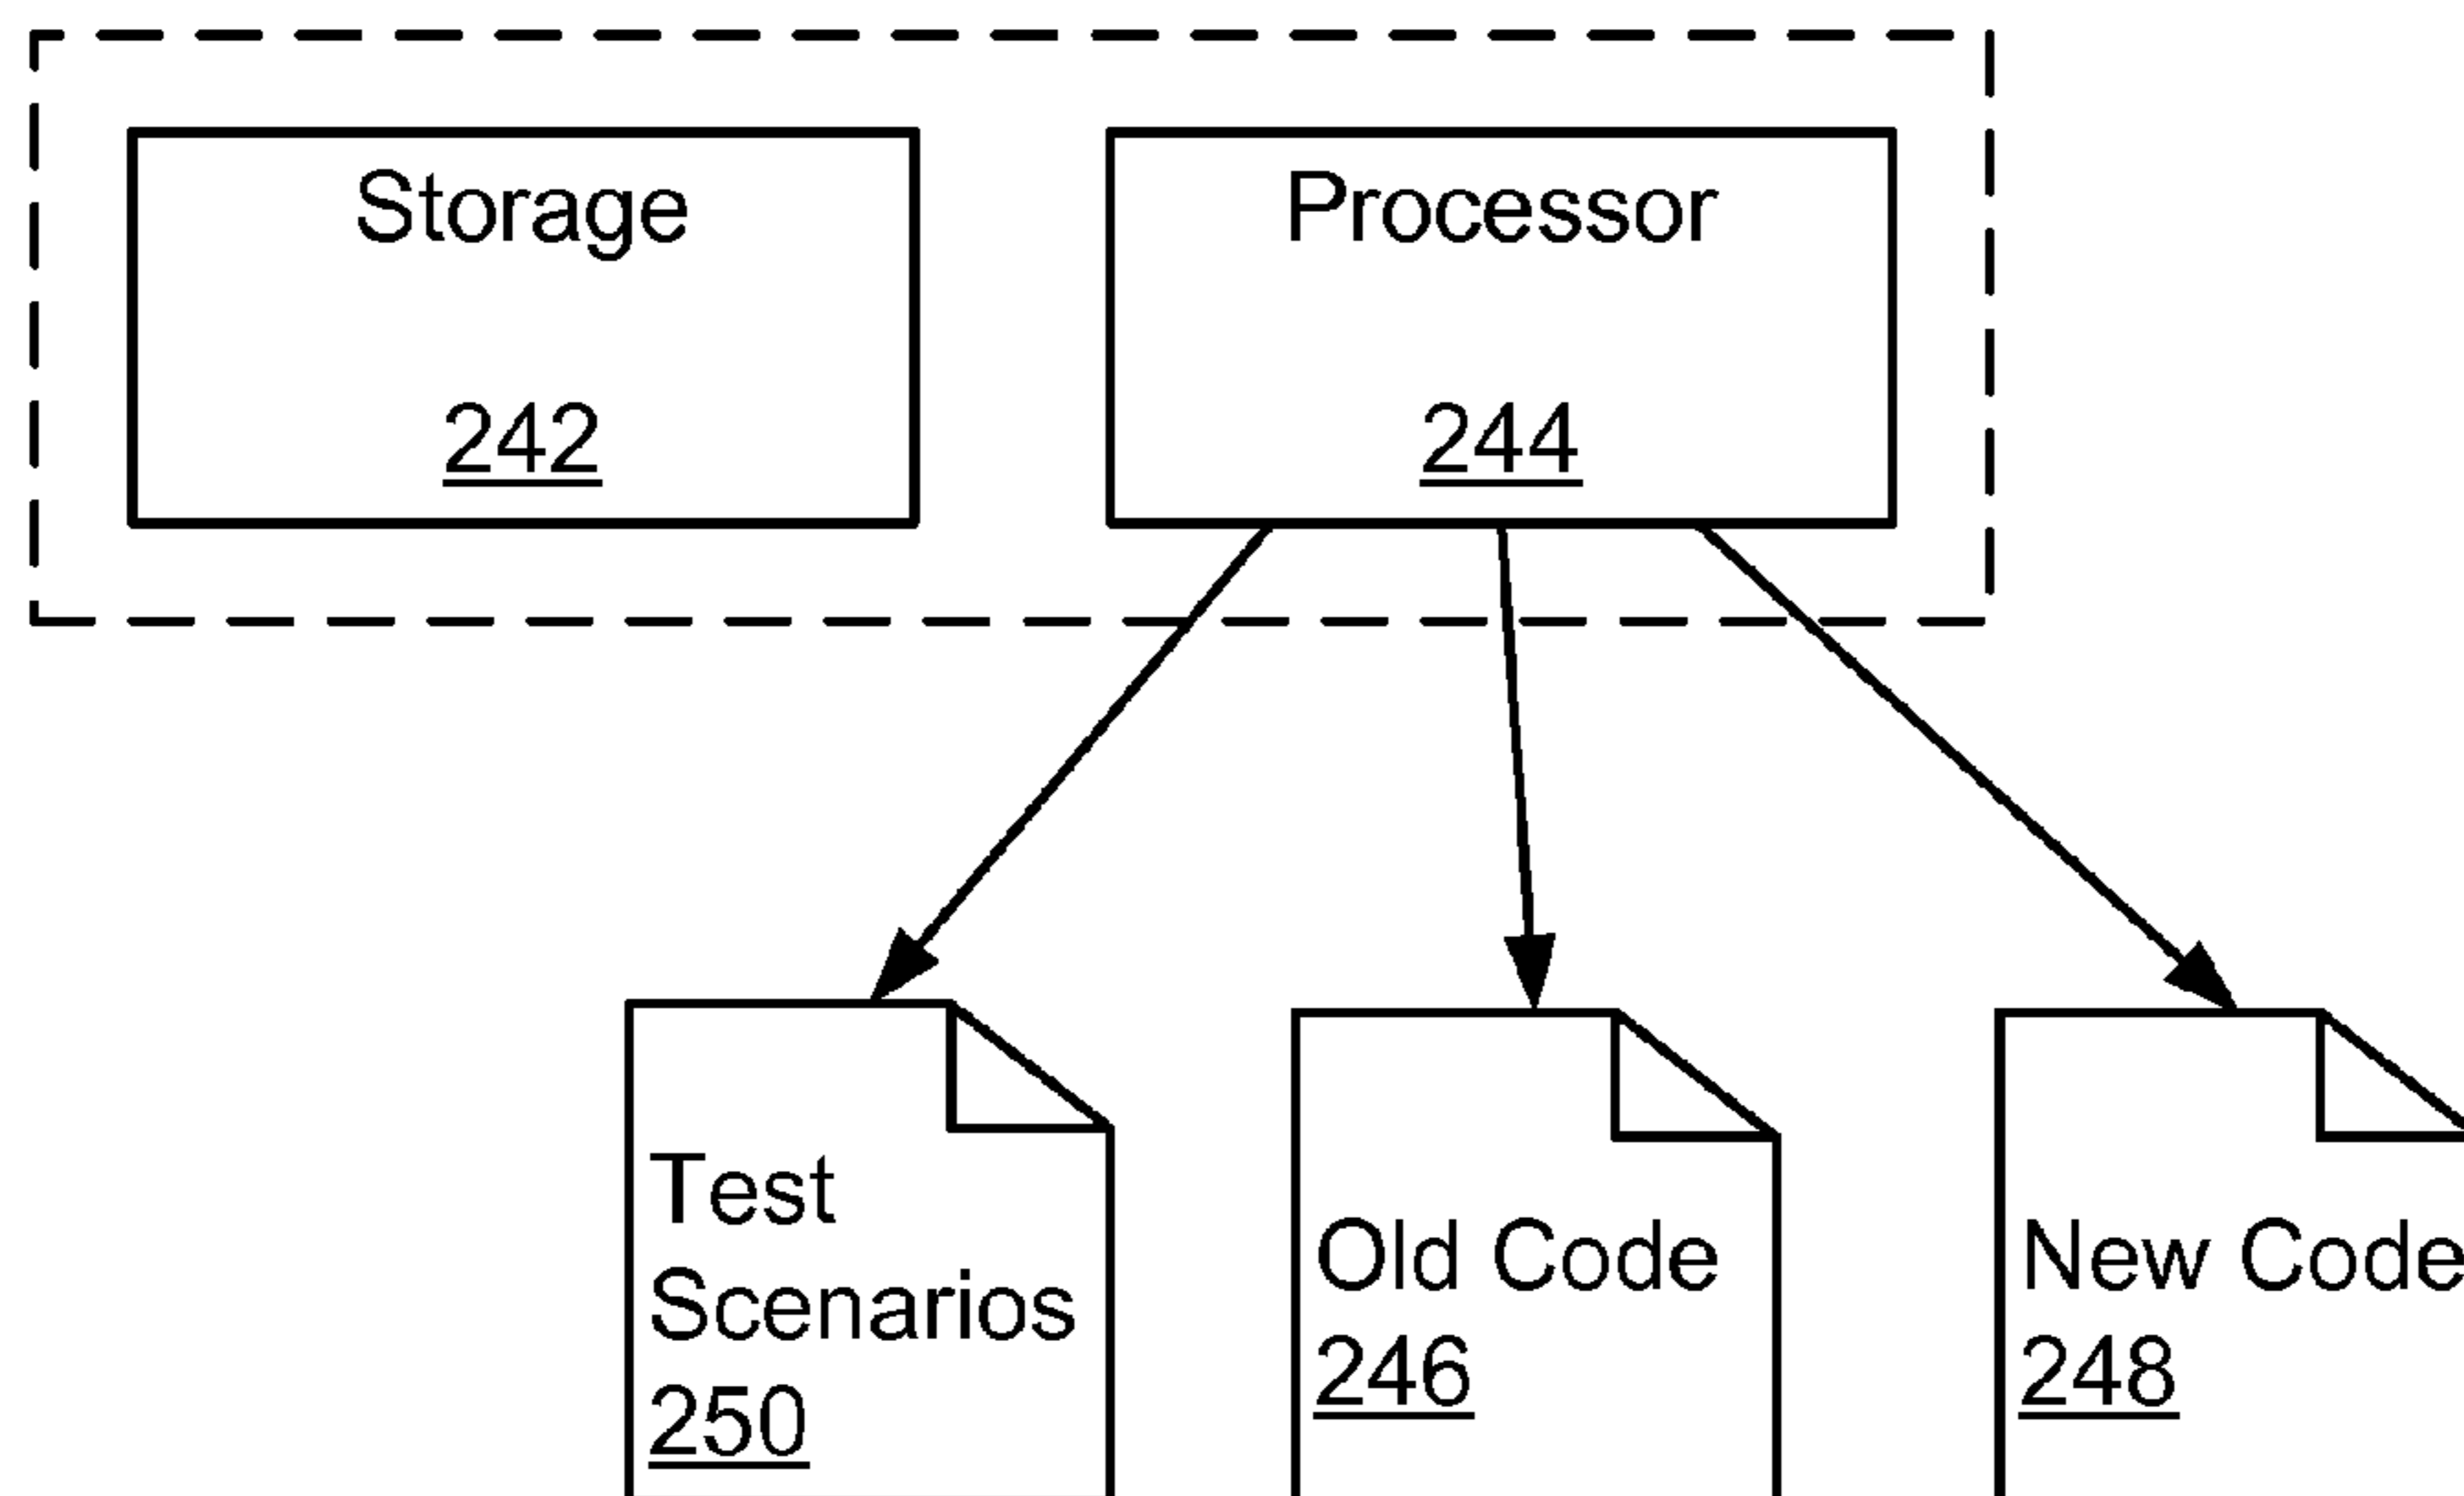 Storage
242
Processor
244
Test
Scenarios
250
Old Code
246
New Code
248